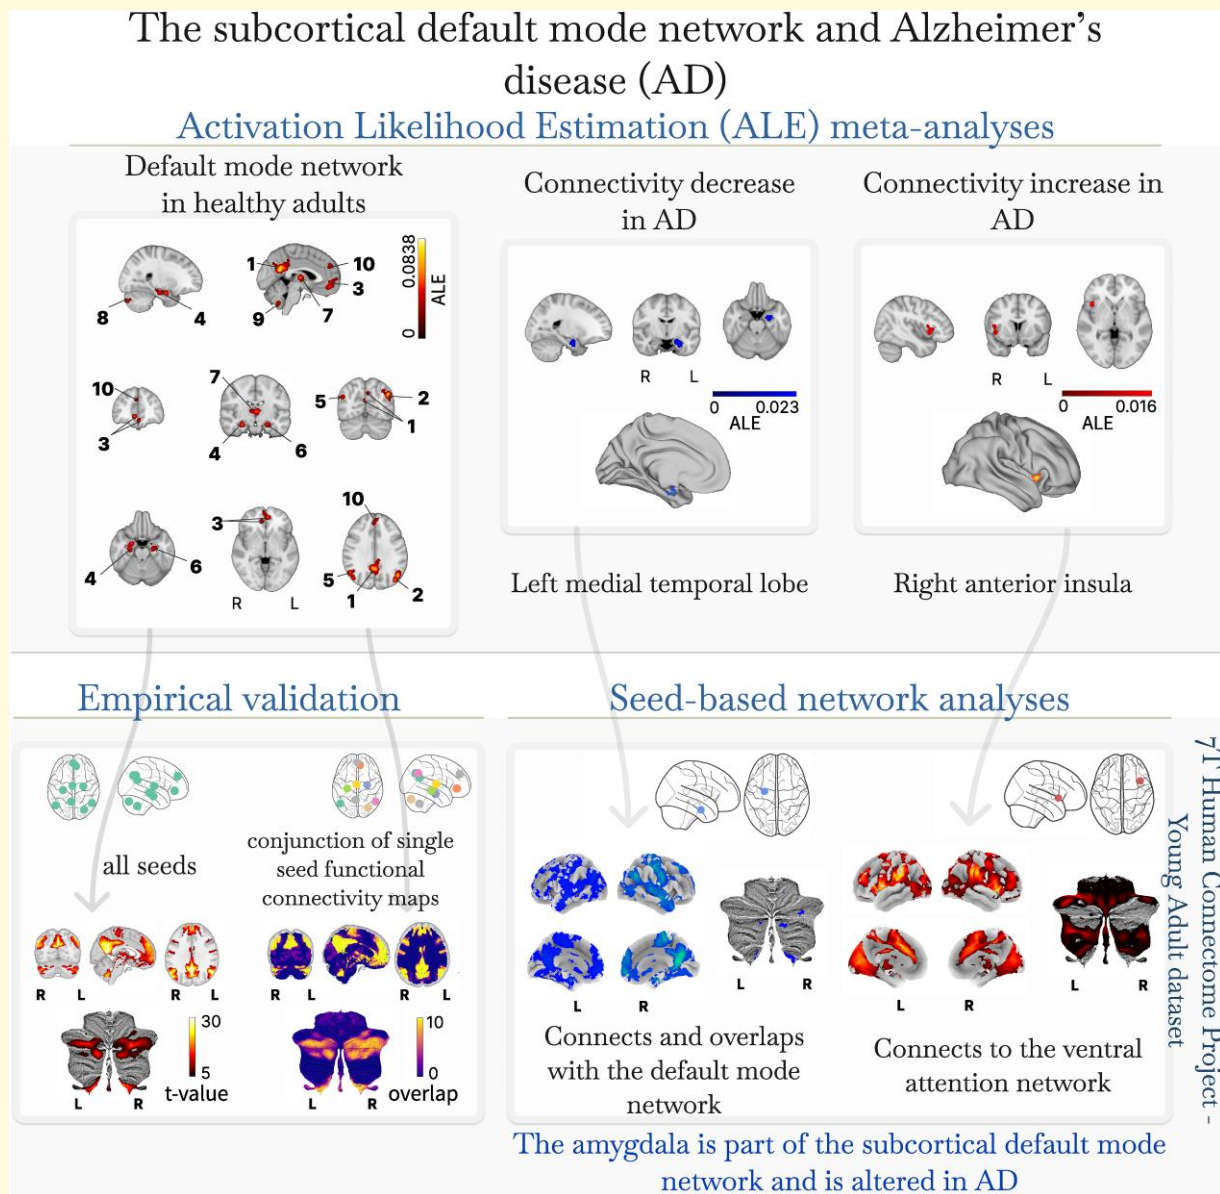 The subcortical default mode network and Alzheimer's
disease (AD)
Activation Likelihood Estimation (ALE) meta-analyses
Default mode network
in healthy adults
8
4
1
10
3
9
7
0.0838
0
ALE
10
3
7
4
6
5
2
1
4
6
3
R L
10
5
1
2
Connectivity decrease
in AD
R L
0 0.023
ALE
Left medial temporal lobe
Connectivity increase in
AD
R L
0 0.016
ALE
Right anterior insula
Empirical validation
all seeds
R L
R L
30
5
t-value
L R
conjunction of single
seed functional
connectivity maps
R L
R L
10
0
overlap
L R
Seed-based network analyses
L R
L R
Connects and overlaps
with the default mode
network
L R
L R
Connects to the ventral
attention network
7T Human Connectome Project -
Young Adult dataset
The amygdala is part of the subcortical default mode
network and is altered in AD